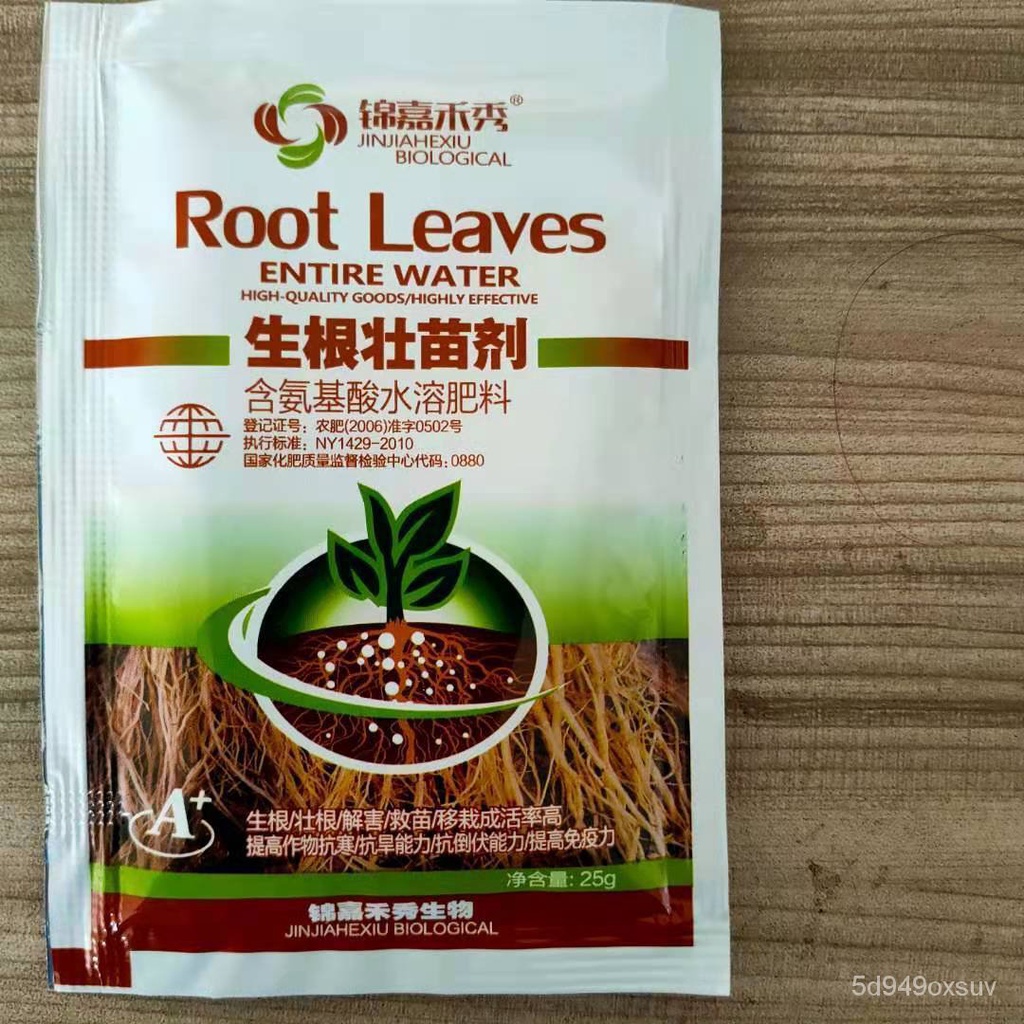 锦嘉禾秀®
JINJIAHEXIU
BIOLOGICAL
Root Leaves
ENTIRE WATER
HIGH-QUALITY GOODS/HIGHLY EFFECTIVE
生根壮苗剂
含氨基酸水溶肥料
登记证号：农肥(2006)准字0502号
执行标准：NY1429-2010
国家化肥质量监督检验中心代码：0880
A+
生根/壮根/解害/救苗/移栽成活率高
提高作物抗寒/抗旱能力/抗倒伏能力/提高免疫力
净含量: 25g
锦嘉禾秀生物
JINJIAHEXIU BIOLOGICAL
5d949oxsuv